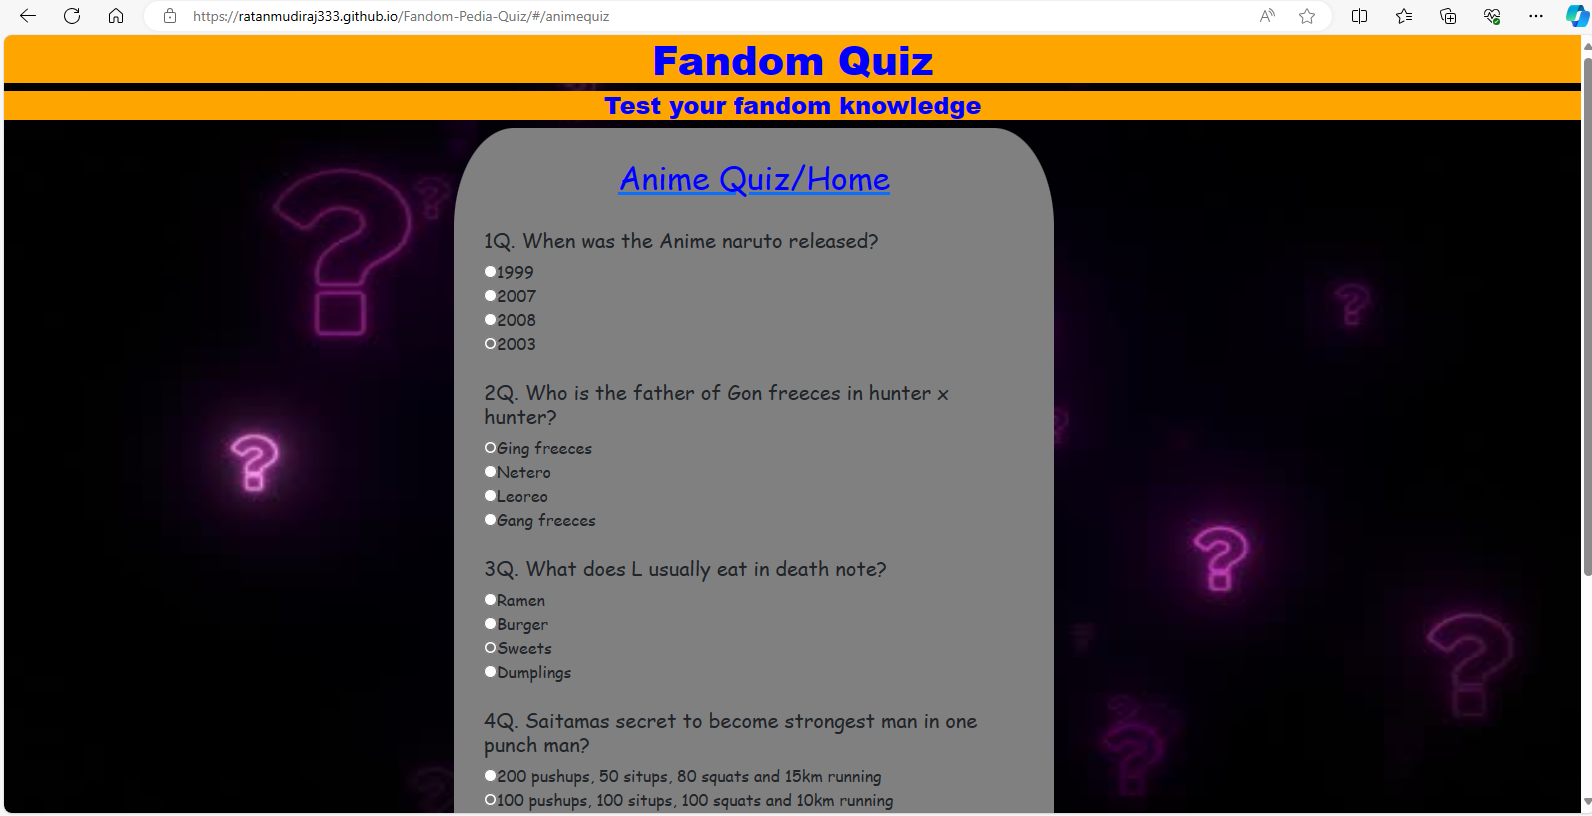 https://ratanmudiraj333.github.io/Fandom-Pedia-Quiz/#/animequiz
Fandom Quiz
Test your fandom knowledge
Anime Quiz/Home
1Q. When was the Anime naruto released?
1999
2007
2008
2003
2Q. Who is the father of Gon freeces in hunter x
hunter?
Ging freeces
Netero
Leoreo
Gang freeces
3Q. What does L usually eat in death note?
Ramen
Burger
Sweets
Dumplings
4Q. Saitamas secret to become strongest man in one
punch man?
200 pushups, 50 situps, 80 squats and 15km running
100 pushups, 100 situps, 100 squats and 10km running